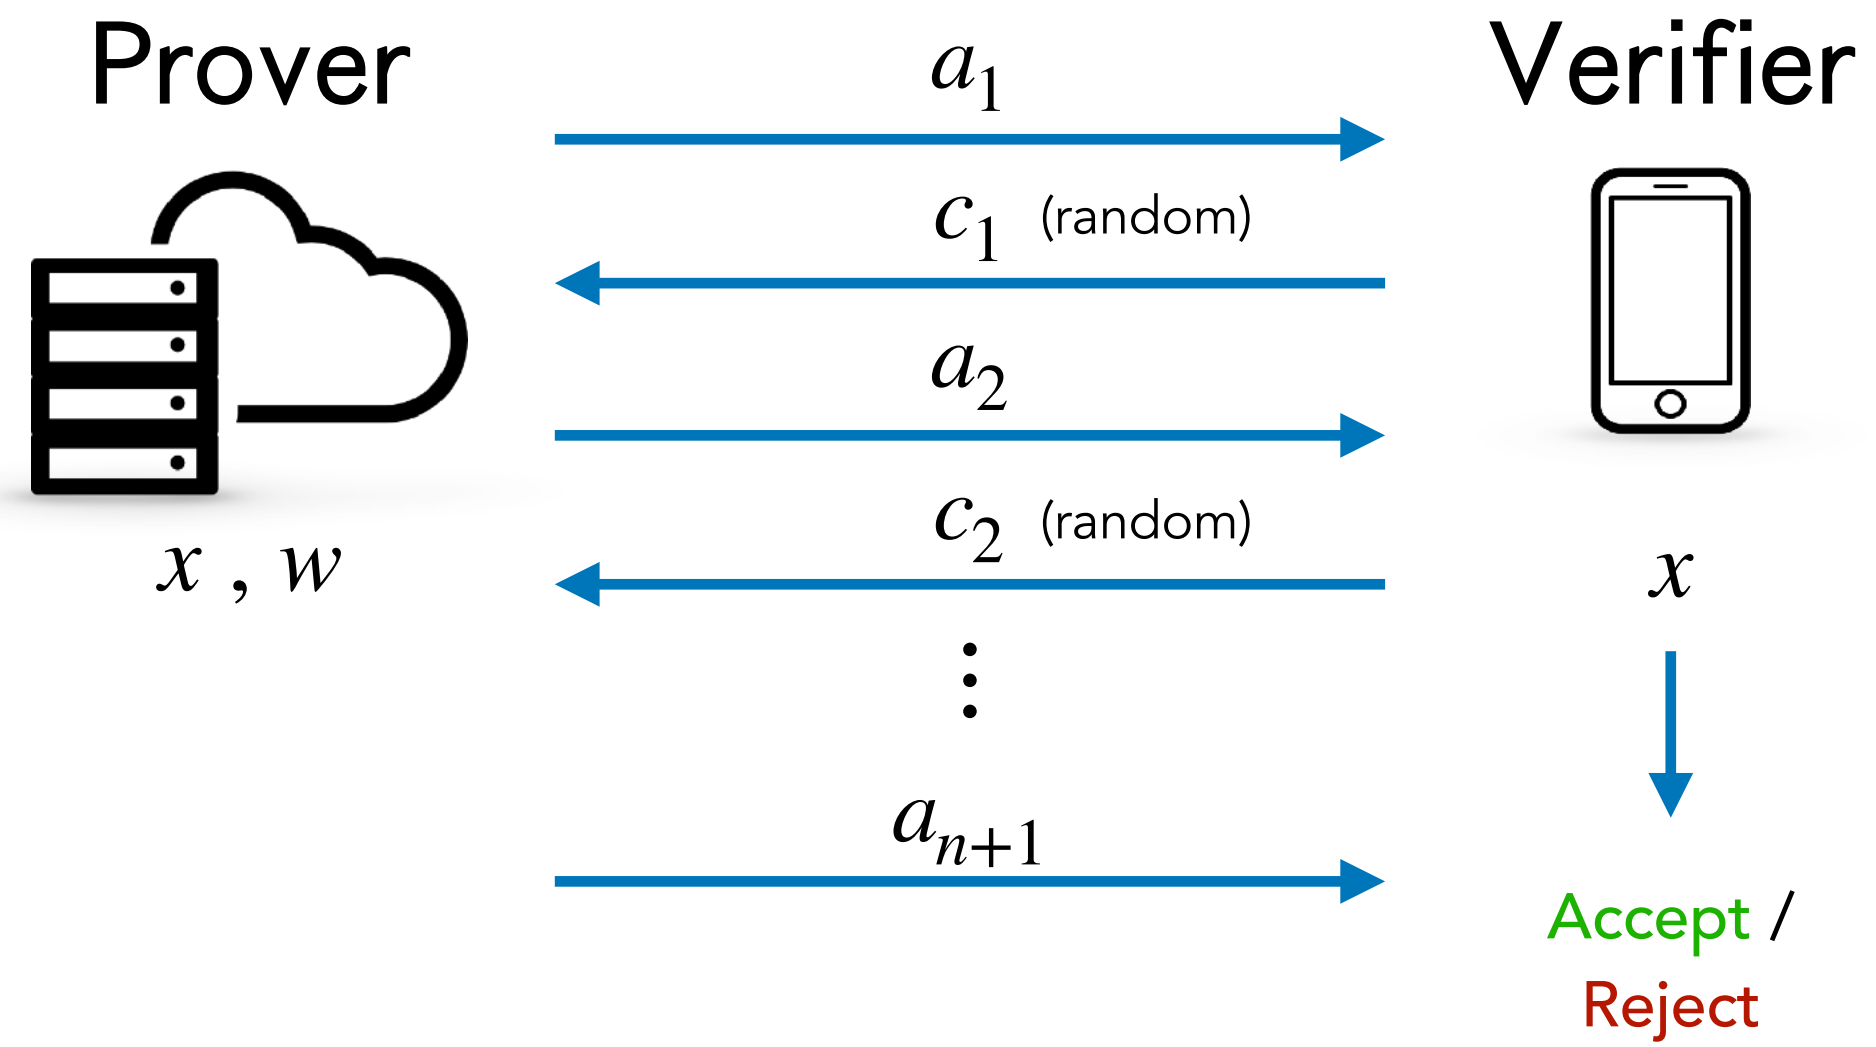 Prover
Verifier
a₁
c₁ (random)
a₂
c₂ (random)
x , w
x
⋮
aₙ₊₁
Accept /
Reject